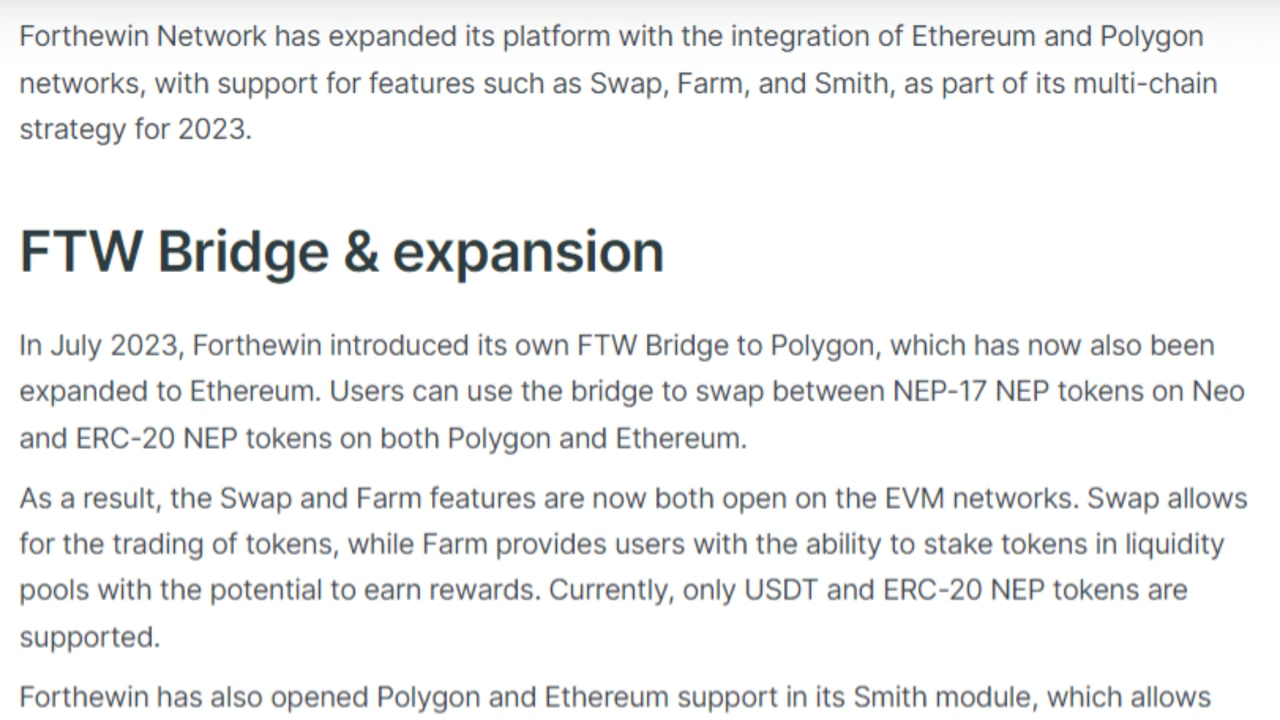 Forthewin Network has expanded its platform with the integration of Ethereum and Polygon
networks, with support for features such as Swap, Farm, and Smith, as part of its multi-chain
strategy for 2023.
FTW Bridge & expansion
In July 2023, Forthewin introduced its own FTW Bridge to Polygon, which has now also been
expanded to Ethereum. Users can use the bridge to swap between NEP-17 NEP tokens on Neo
and ERC-20 NEP tokens on both Polygon and Ethereum.
As a result, the Swap and Farm features are now both open on the EVM networks. Swap allows
for the trading of tokens, while Farm provides users with the ability to stake tokens in liquidity
pools with the potential to earn rewards. Currently, only USDT and ERC-20 NEP tokens are
supported.
Forthewin has also opened Polygon and Ethereum support in its Smith module, which allows